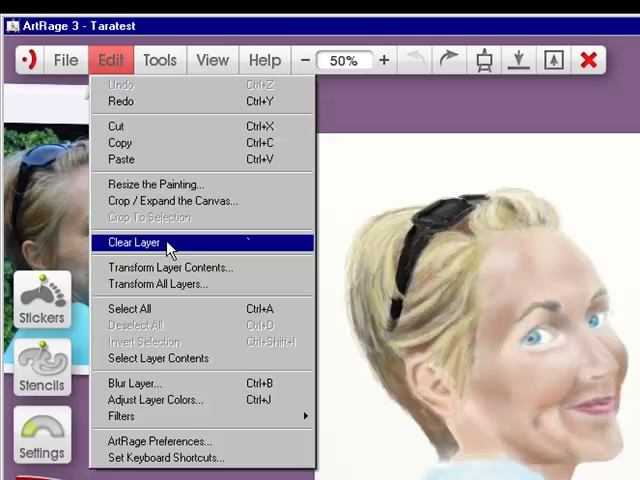 ArtRage 3 - Taratest
File Edit Tools View Help - 50% +
Undo Ctrl+Z
Redo Ctrl+Y
Cut Ctrl+X
Copy Ctrl+C
Paste Ctrl+V
Resize the Painting...
Crop / Expand the Canvas...
Crop To Selection
Clear Layer `
Transform Layer Contents...
Transform All Layers...
Select All Ctrl+A
Deselect All Ctrl+D
Invert Selection Ctrl+Shift+I
Select Layer Contents
Blur Layer... Ctrl+B
Adjust Layer Colors... Ctrl+J
Filters
ArtRage Preferences...
Set Keyboard Shortcuts...
Stickers
Stencils
Settings